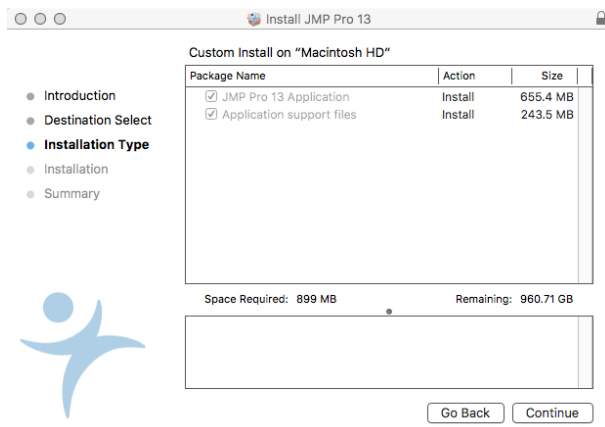 Install JMP Pro 13
Custom Install on “Macintosh HD”
Package Name Action Size
JMP Pro 13 Application Install 655.4 MB
Application support files Install 243.5 MB
Introduction
Destination Select
Installation Type
Installation
Summary
Space Required: 899 MB Remaining: 960.71 GB
Go Back Continue